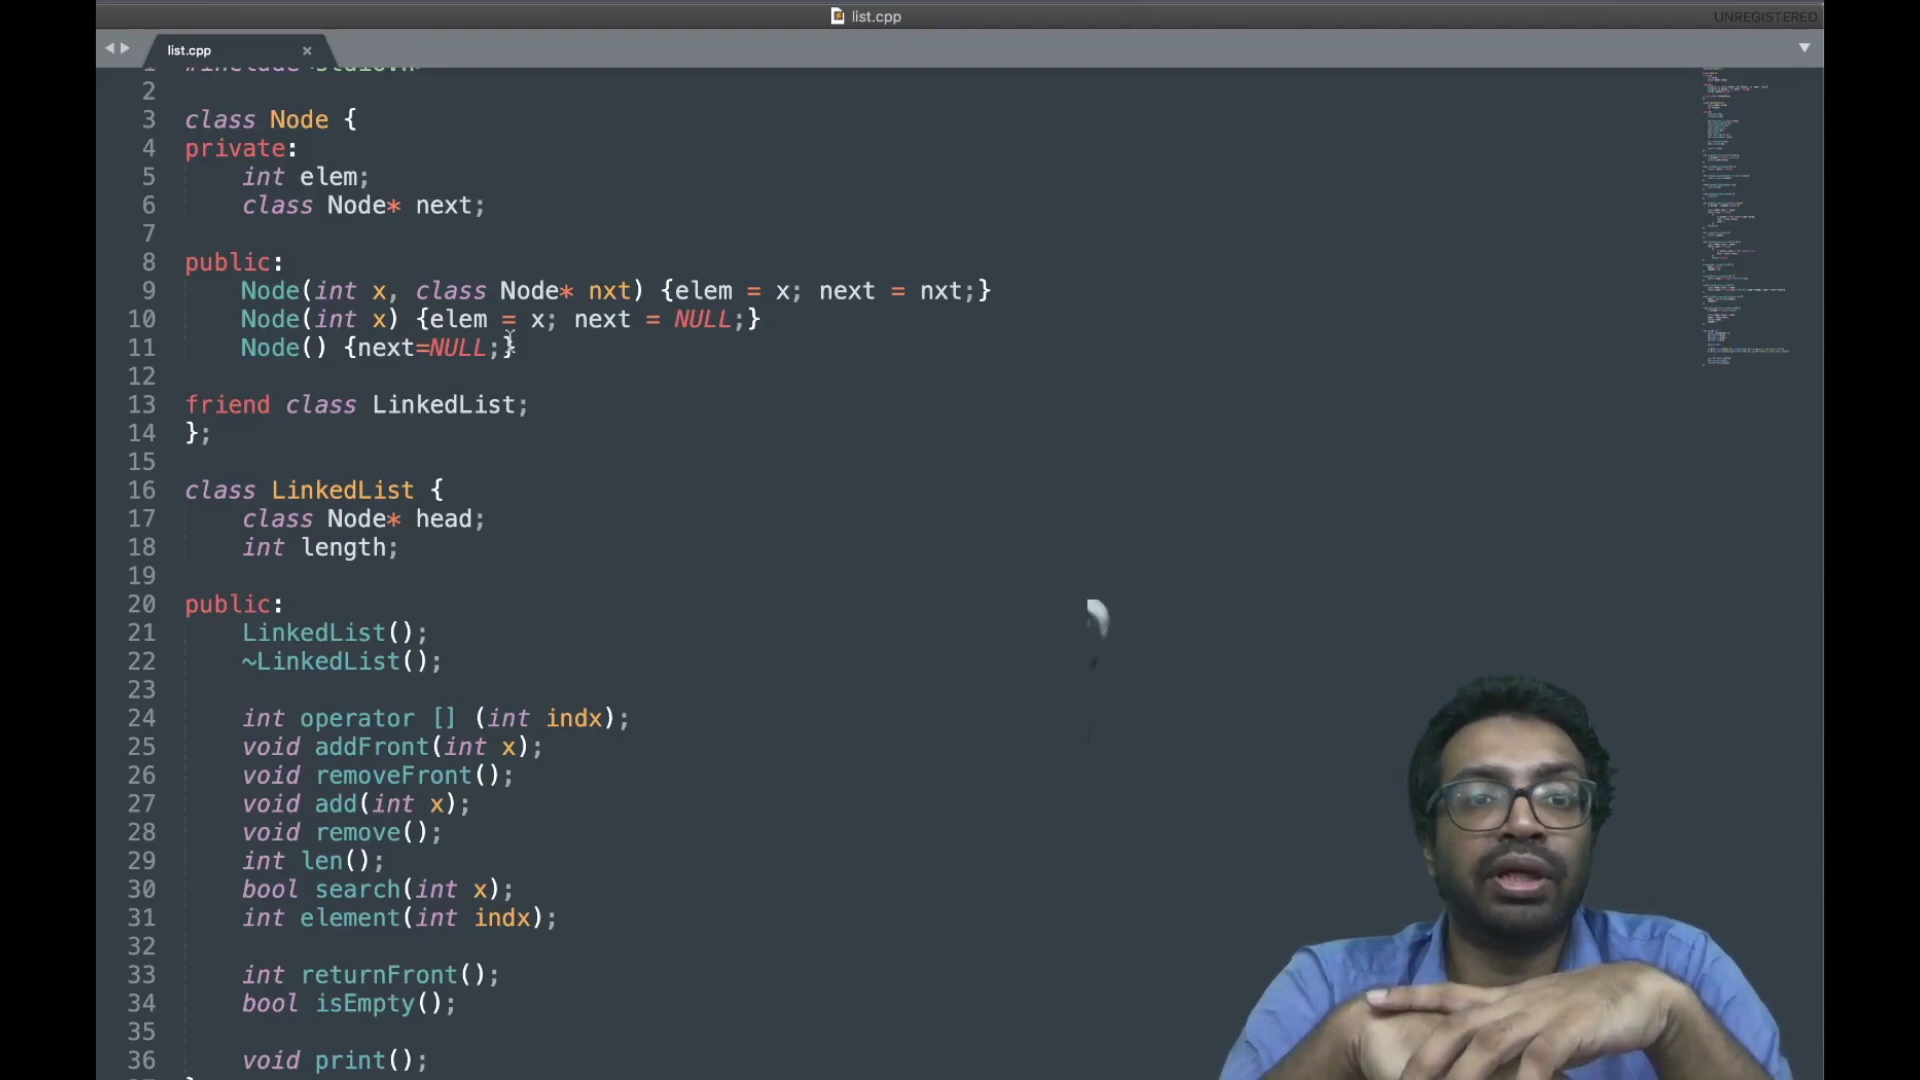 list.cpp
UNREGISTERED
list.cpp
1 #include<stdio.h>
2
3 class Node {
4 private:
5 int elem;
6 class Node* next;
7
8 public:
9 Node(int x, class Node* nxt) {elem = x; next = nxt;}
10 Node(int x) {elem = x; next = NULL;}
11 Node() {next=NULL;}
12
13 friend class LinkedList;
14 };
15
16 class LinkedList {
17 class Node* head;
18 int length;
19
20 public:
21 LinkedList();
22 ~LinkedList();
23
24 int operator [] (int indx);
25 void addFront(int x);
26 void removeFront();
27 void add(int x);
28 void remove();
29 int len();
30 bool search(int x);
31 int element(int indx);
32
33 int returnFront();
34 bool isEmpty();
35
36 void print();